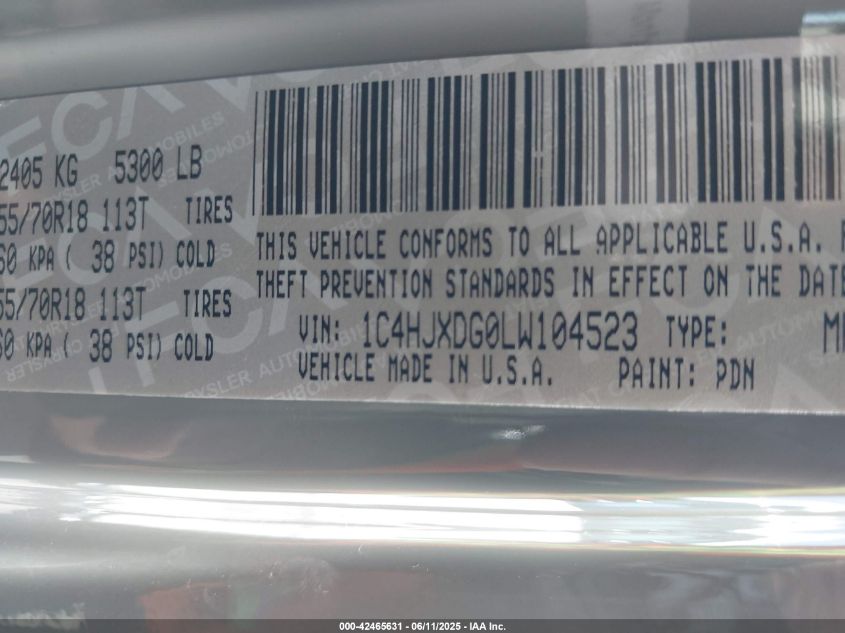 2405 KG 5300 LB
55/70R18 113T TIRES
60 KPA ( 38 PSI) COLD
55/70R18 113T TIRES
60 KPA ( 38 PSI) COLD
THIS VEHICLE CONFORMS TO ALL APPLICABLE U.S.A.
THEFT PREVENTION STANDARDS IN EFFECT ON THE DATE
VIN: 1C4HJXDG0LW104523 TYPE:
VEHICLE MADE IN U.S.A. PAINT: PDN
000-42465631 - 06/11/2025 - IAA Inc.